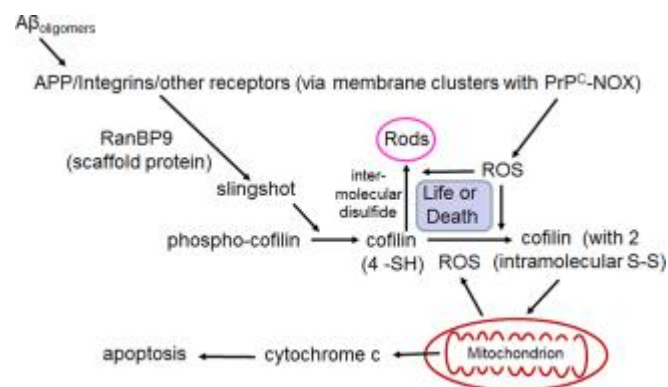 Aβoligomers
APP/Integrins/other receptors (via membrane clusters with PrPC-NOX)
RanBP9
(scaffold protein)
slingshot
phospho-cofilin
Rods
inter-
molecular
disulfide
ROS
Life or
Death
cofilin
(4 -SH)
cofilin (with 2
(intramolecular S-S)
ROS
Mitochondrion
cytochrome c
apoptosis